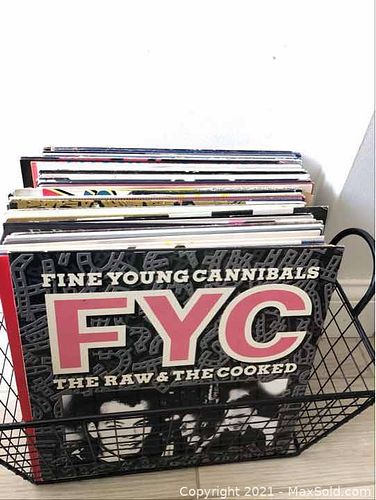 FINE YOUNG CANNIBALS
FYC
THE RAW & THE COOKED
Copyright 2021 - MaxSold.com